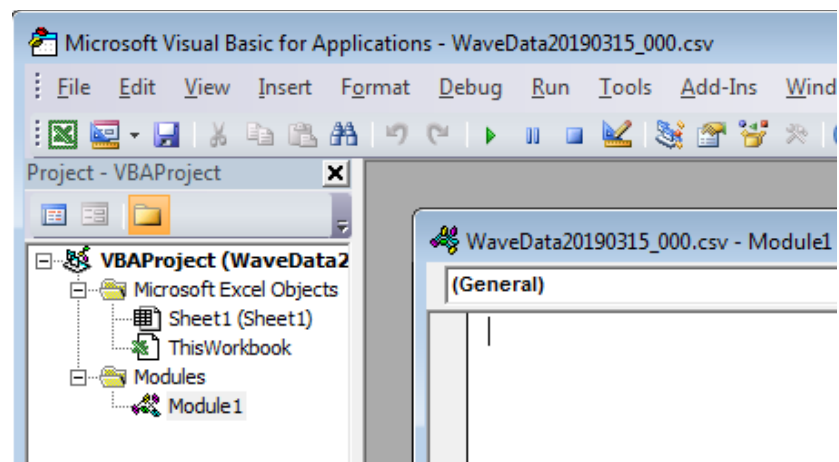 Microsoft Visual Basic for Applications - WaveData20190315_000.csv
File Edit View Insert Format Debug Run Tools Add-Ins Wind
Project - VBAProject
VBAProject (WaveData2
Microsoft Excel Objects
Sheet1 (Sheet1)
ThisWorkbook
Modules
Module1
WaveData20190315_000.csv - Module1
(General)